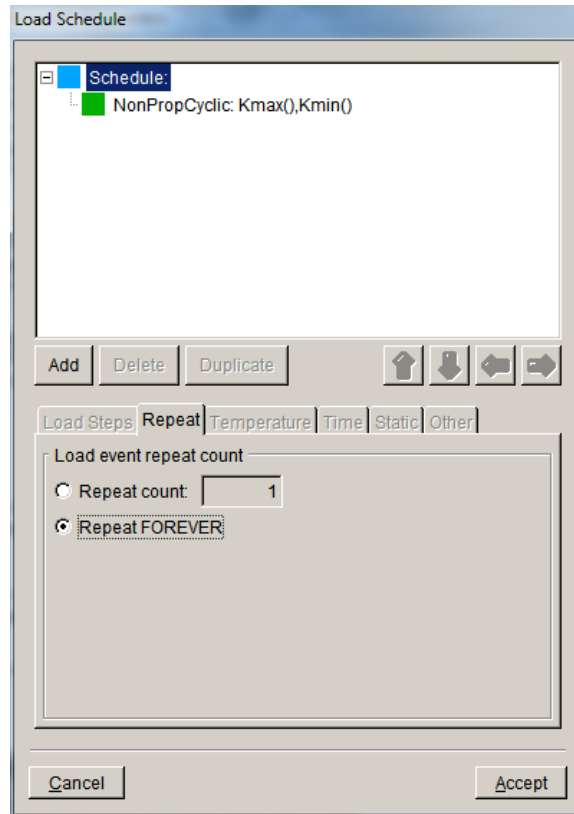 Load Schedule
Schedule:
NonPropCyclic: Kmax(),Kmin()
Add Delete Duplicate
Load Steps Repeat Temperature Time Static Other
Load event repeat count
Repeat count: 1
Repeat FOREVER
Cancel Accept